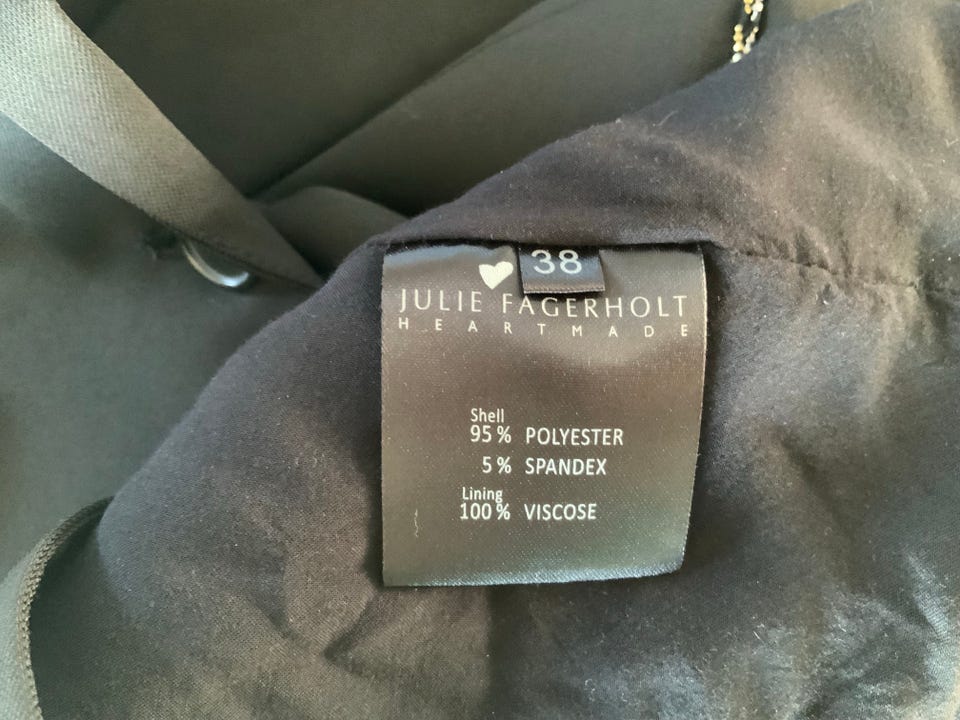 38
JULIE FAGERHOLT
HEARTMADE
Shell
95% POLYESTER
5% SPANDEX
Lining
100% VISCOSE